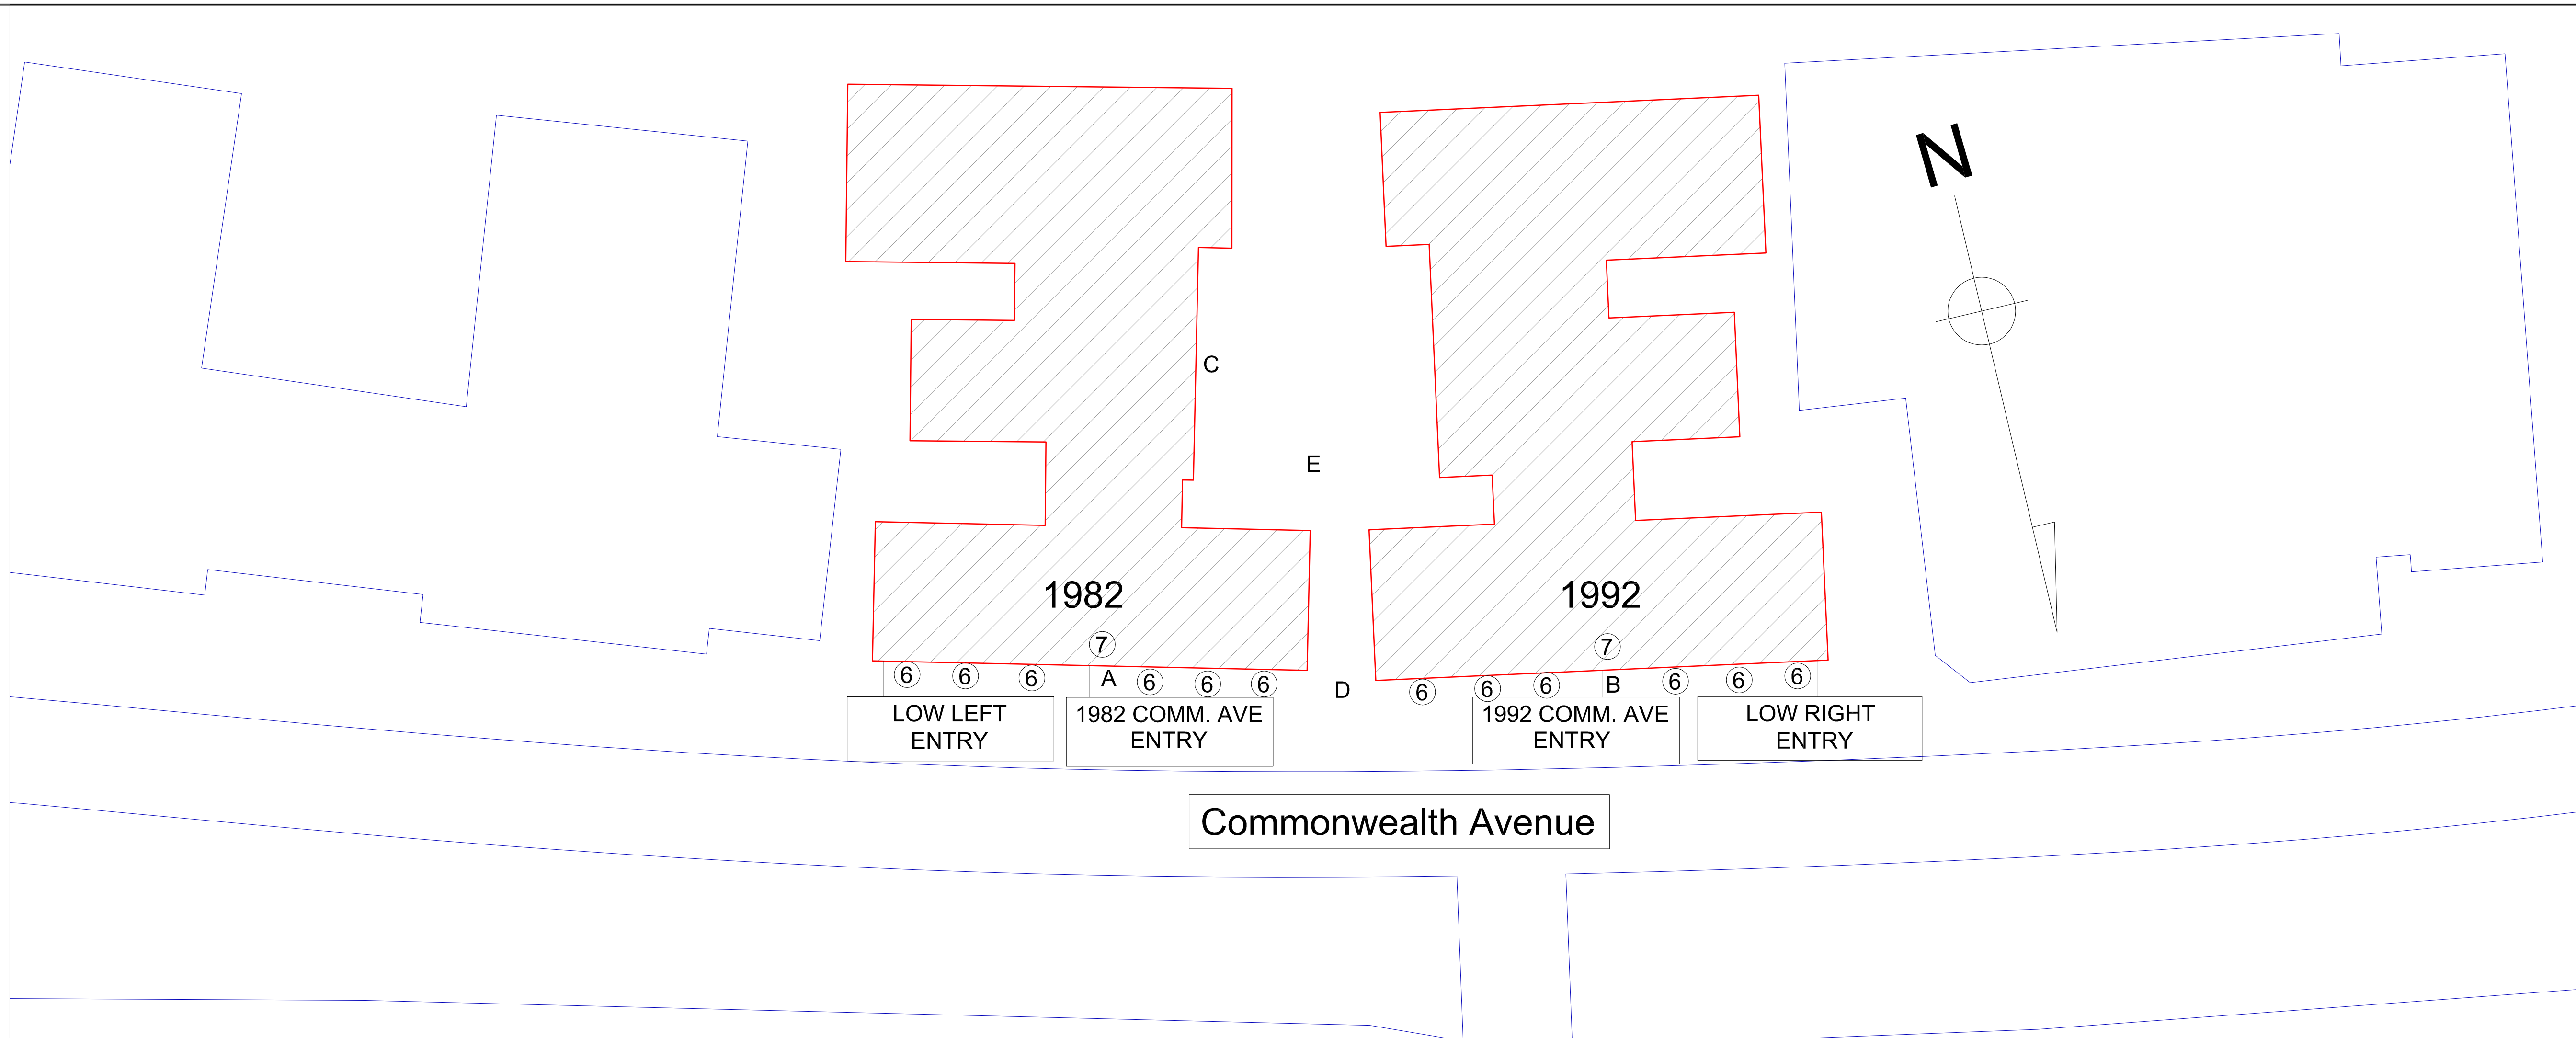 N
C
E
1982
1992
7
7
6
6
6
A
6
6
6
D
6
6
6
B
6
6
6
LOW LEFT
ENTRY
1982 COMM. AVE
ENTRY
1992 COMM. AVE
ENTRY
LOW RIGHT
ENTRY
Commonwealth Avenue